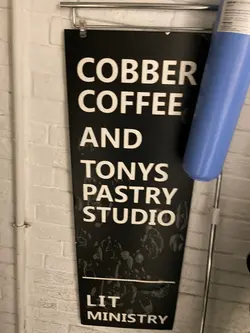 COBBER
COFFEE
AND
TONYS
PASTRY
STUDIO
LIT
MINISTRY